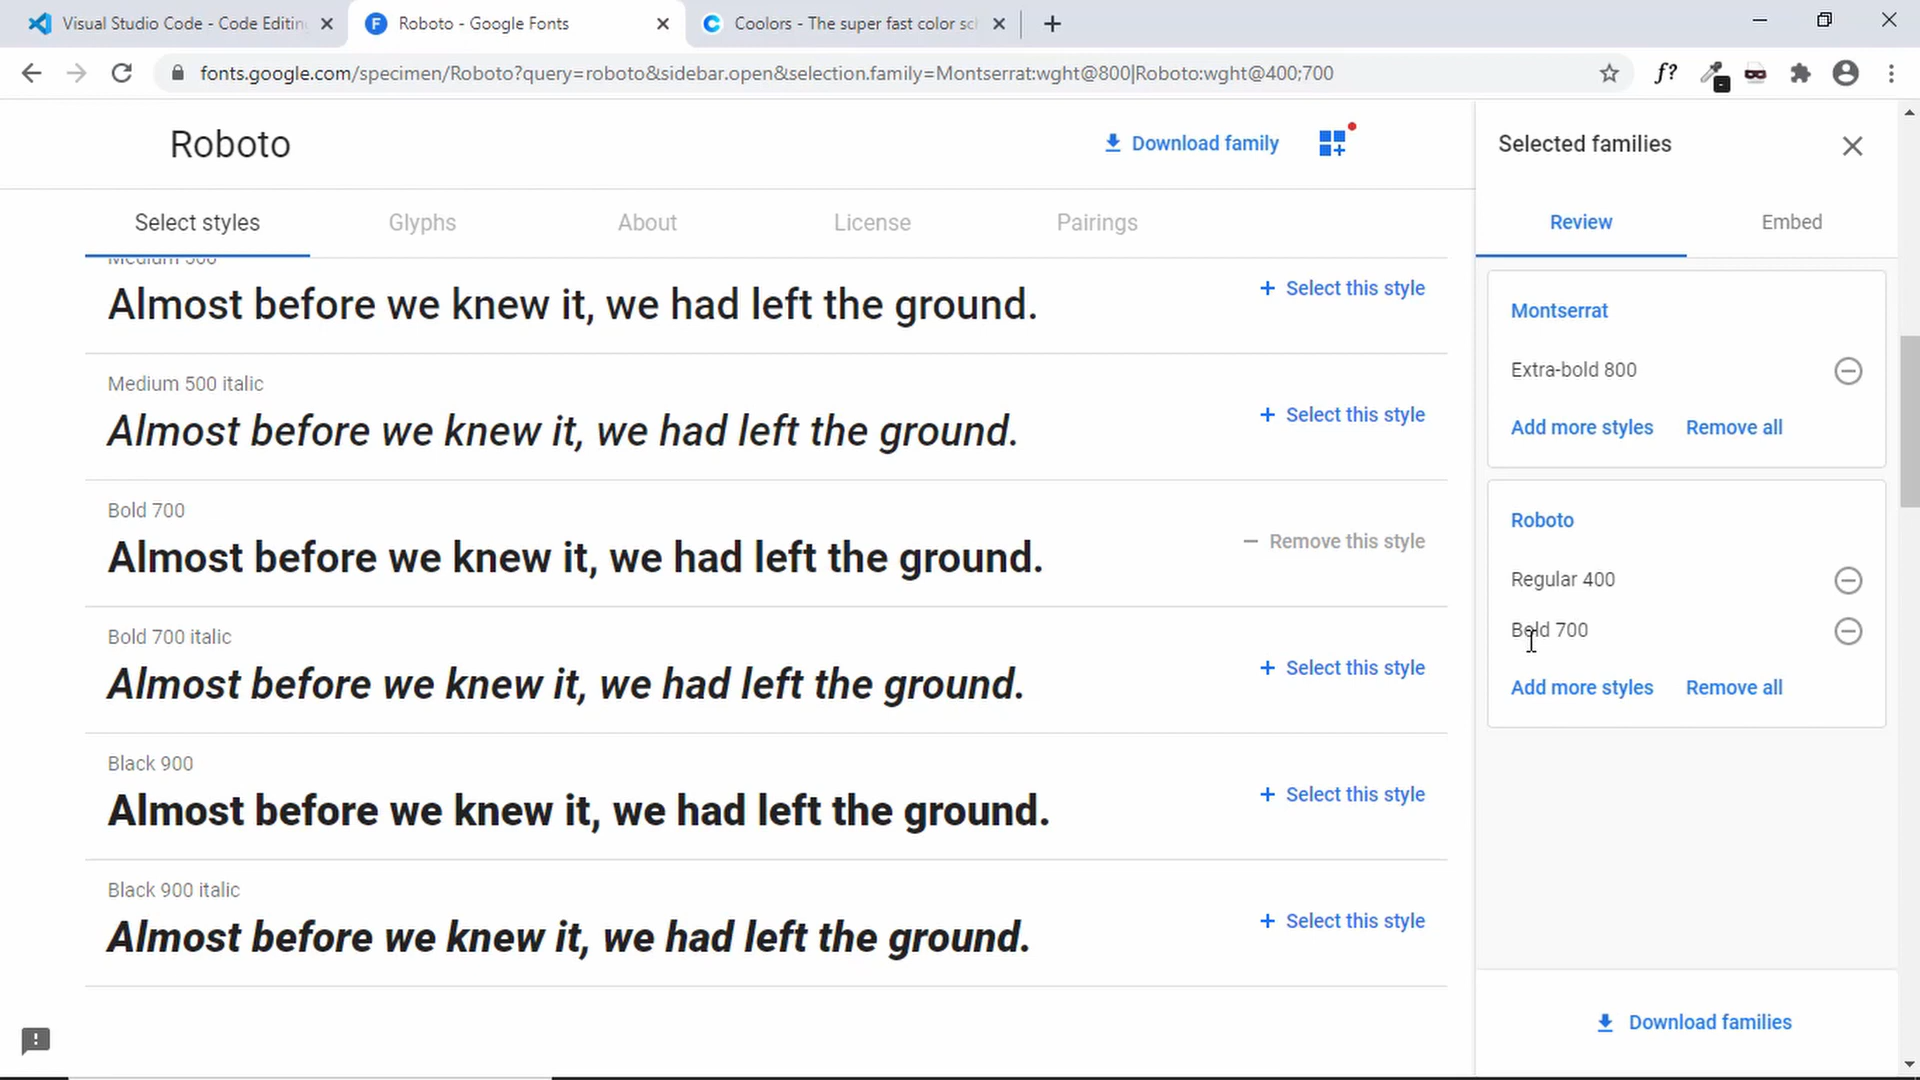 Visual Studio Code - Code Editin
Roboto - Google Fonts
Coolors - The super fast color sc
fonts.google.com/specimen/Roboto?query=roboto&sidebar.open&selection.family=Montserrat:wght@800|Roboto:wght@400;700
f?
Roboto
Download family
Selected families
Select styles
Glyphs
About
License
Pairings
Review
Embed
Medium 500
Almost before we knew it, we had left the ground.
+ Select this style
Medium 500 italic
Almost before we knew it, we had left the ground.
+ Select this style
Bold 700
Almost before we knew it, we had left the ground.
− Remove this style
Bold 700 italic
Almost before we knew it, we had left the ground.
+ Select this style
Black 900
Almost before we knew it, we had left the ground.
+ Select this style
Black 900 italic
Almost before we knew it, we had left the ground.
+ Select this style
Montserrat
Extra-bold 800
Add more styles
Remove all
Roboto
Regular 400
Bold 700
Add more styles
Remove all
Download families